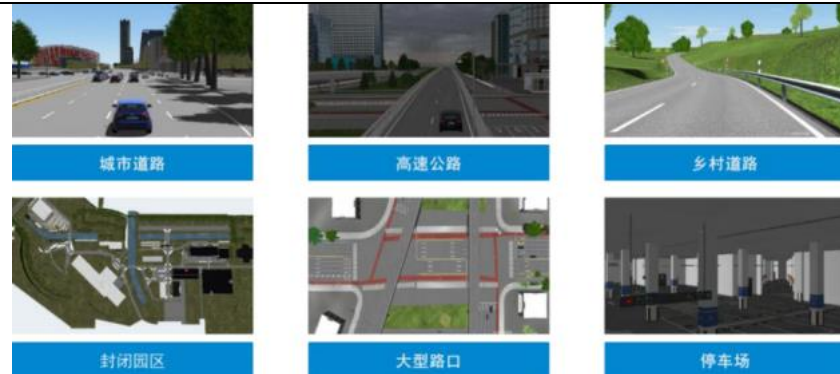 城市道路
高速公路
乡村道路
封闭园区
大型路口
停车场